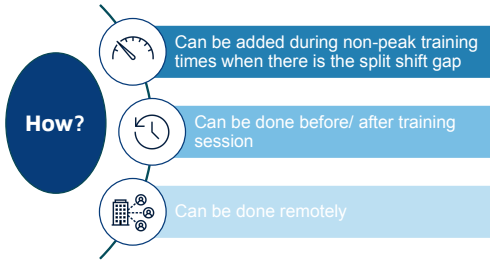 How?
Can be added during non-peak training
times when there is the split shift gap
Can be done before/ after training
session
Can be done remotely